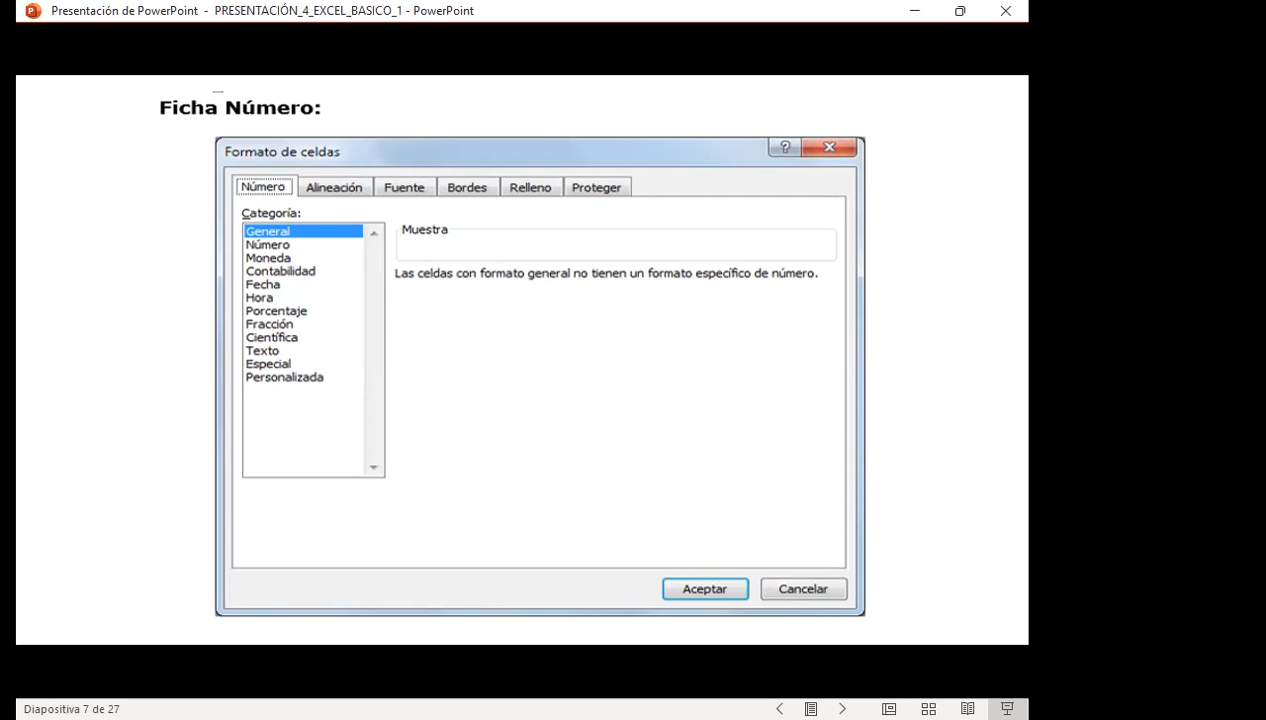 Presentación de PowerPoint - PRESENTACIÓN_4_EXCEL_BASICO_1 - PowerPoint
Ficha Número:
Formato de celdas
Número Alineación Fuente Bordes Relleno Proteger
Categoría:
General
Número
Moneda
Contabilidad
Fecha
Hora
Porcentaje
Fracción
Científica
Texto
Especial
Personalizada
Muestra
Las celdas con formato general no tienen un formato específico de número.
Aceptar Cancelar
Diapositiva 7 de 27